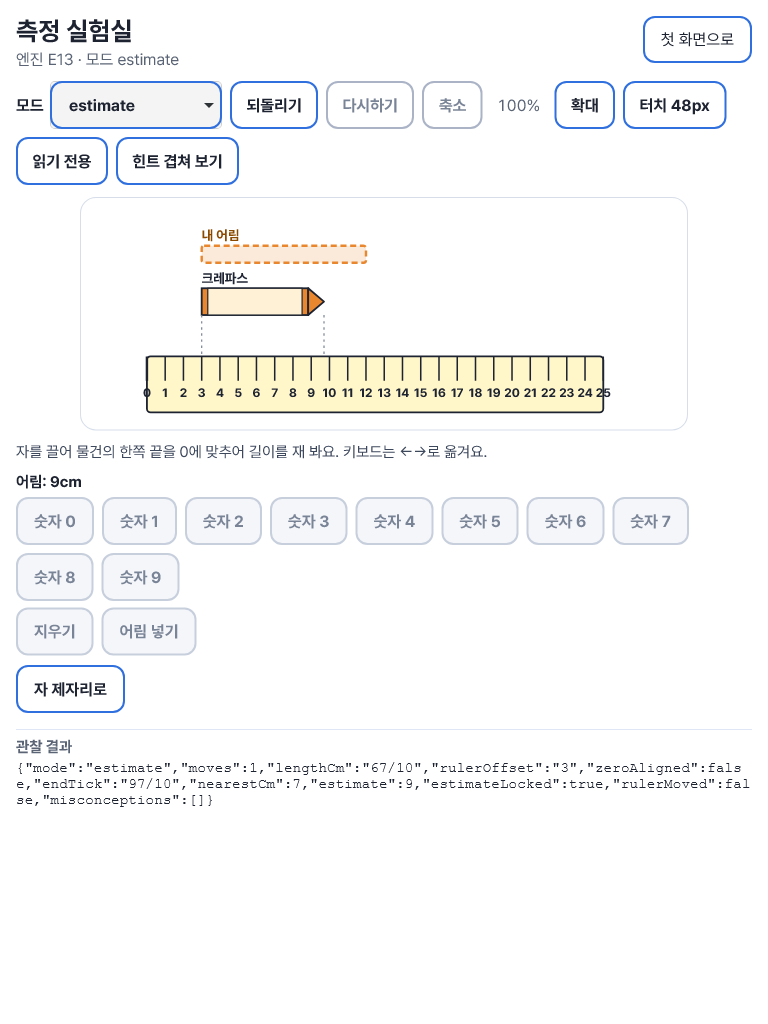 측정 실험실
엔진 E13 · 모드 estimate
첫 화면으로
모드 estimate 되돌리기 다시하기 축소 100% 확대 터치 48px
읽기 전용 힌트 겹쳐 보기
내 어림
크레파스
0 1 2 3 4 5 6 7 8 9 10 11 12 13 14 15 16 17 18 19 20 21 22 23 24 25
자를 끌어 물건의 한쪽 끝을 0에 맞추어 길이를 재 봐요. 키보드는 ←→로 옮겨요.
어림: 9cm
숫자 0 숫자 1 숫자 2 숫자 3 숫자 4 숫자 5 숫자 6 숫자 7
숫자 8 숫자 9
지우기 어림 넣기
자 제자리로
관찰 결과
{"mode":"estimate","moves":1,"lengthCm":"67/10","rulerOffset":"3","zeroAligned":fals
e,"endTick":"97/10","nearestCm":7,"estimate":9,"estimateLocked":true,"rulerMoved":fal
se,"misconceptions":[]}